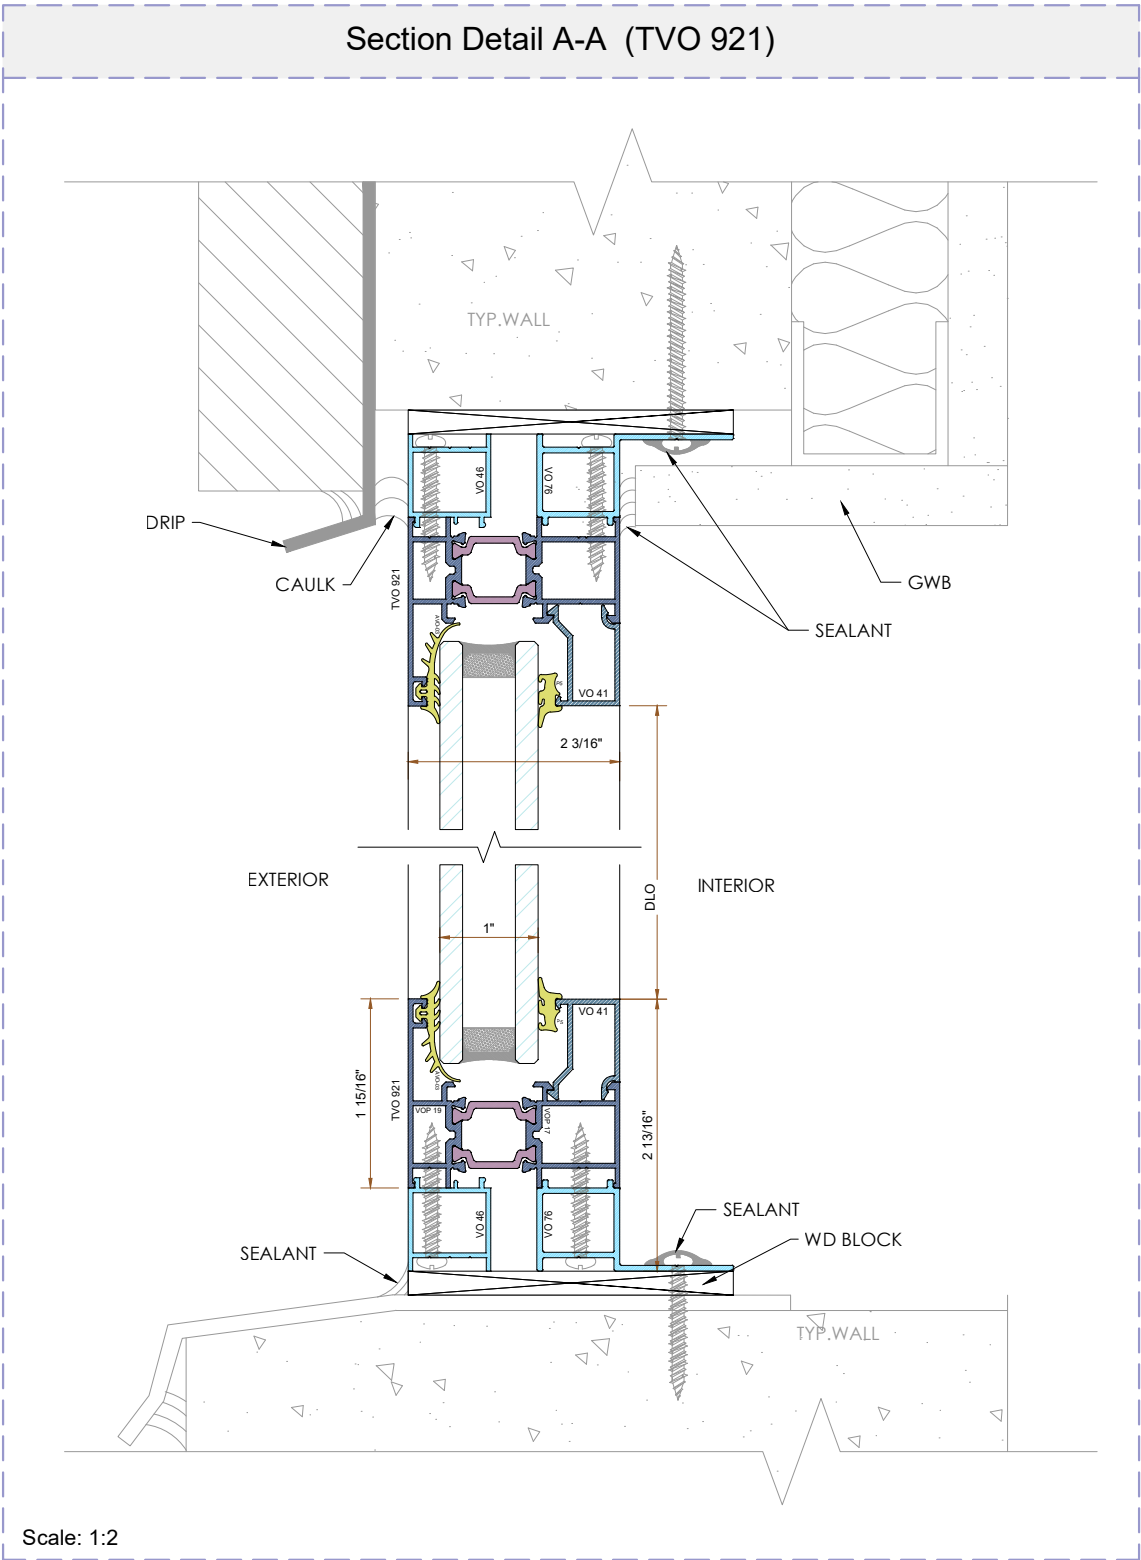 Section Detail A-A (TVO 921)
TYP.WALL
VO 46
VO 76
DRIP
CAULK
TVO 921
GWB
SEALANT
PS
VO 41
2 3/16"
EXTERIOR
INTERIOR
DLO
1"
VO 41
PS
1 15/16"
TVO 921
VOP 19
VOP 17
2 13/16"
VO 46
VO 76
SEALANT
SEALANT
WD BLOCK
TYP.WALL
Scale: 1:2